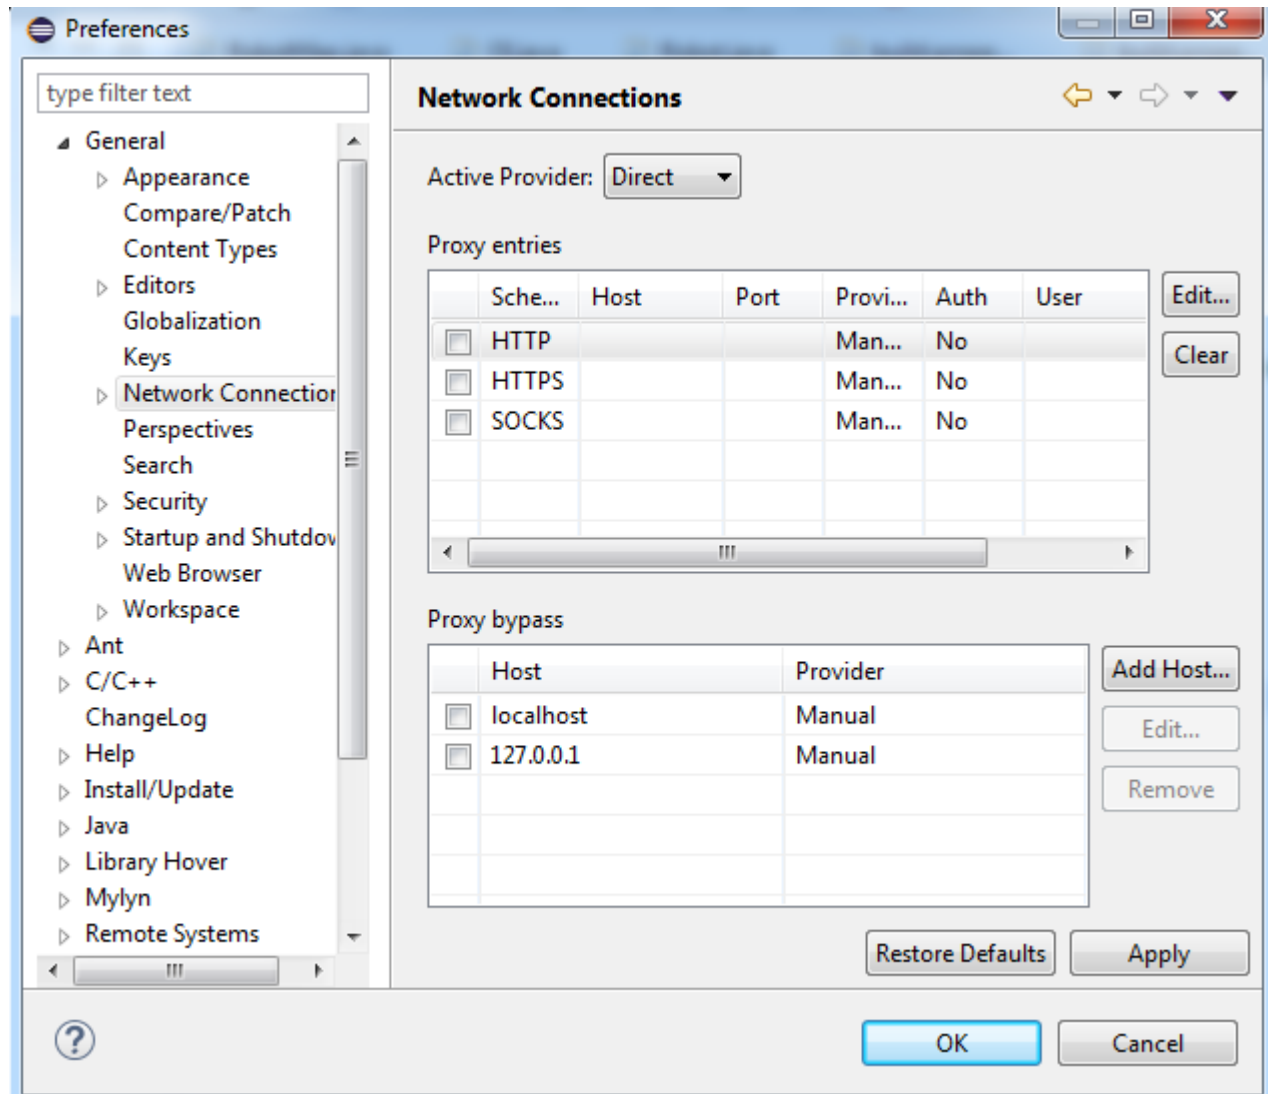 Preferences
type filter text
General
Appearance
Compare/Patch
Content Types
Editors
Globalization
Keys
Network Connection
Perspectives
Search
Security
Startup and Shutdow
Web Browser
Workspace
Ant
C/C++
ChangeLog
Help
Install/Update
Java
Library Hover
Mylyn
Remote Systems
Network Connections
Active Provider: Direct
Proxy entries
Sche... Host Port Provi... Auth User
HTTP Man... No
HTTPS Man... No
SOCKS Man... No
Edit...
Clear
Proxy bypass
Host Provider
localhost Manual
127.0.0.1 Manual
Add Host...
Edit...
Remove
Restore Defaults Apply
? OK Cancel